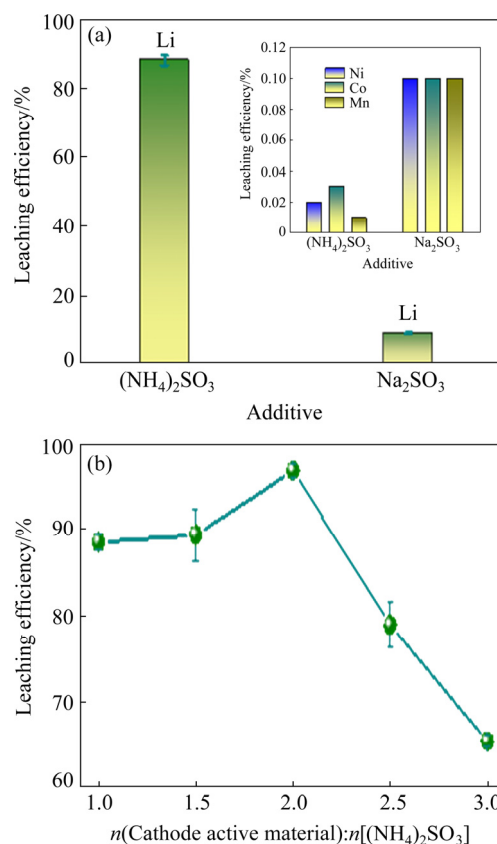 (a)
Li
100
80
60
40
20
0
Leaching efficiency/%
(NH4)2SO3
Na2SO3
Li
Additive
0.12
0.10
0.08
0.06
0.04
0.02
0
Leaching efficiency/%
Ni
Co
Mn
(NH4)2SO3
Na2SO3
Additive
(b)
100
90
80
70
60
Leaching efficiency/%
1.0 1.5 2.0 2.5 3.0
n(Cathode active material):n[(NH4)2SO3]